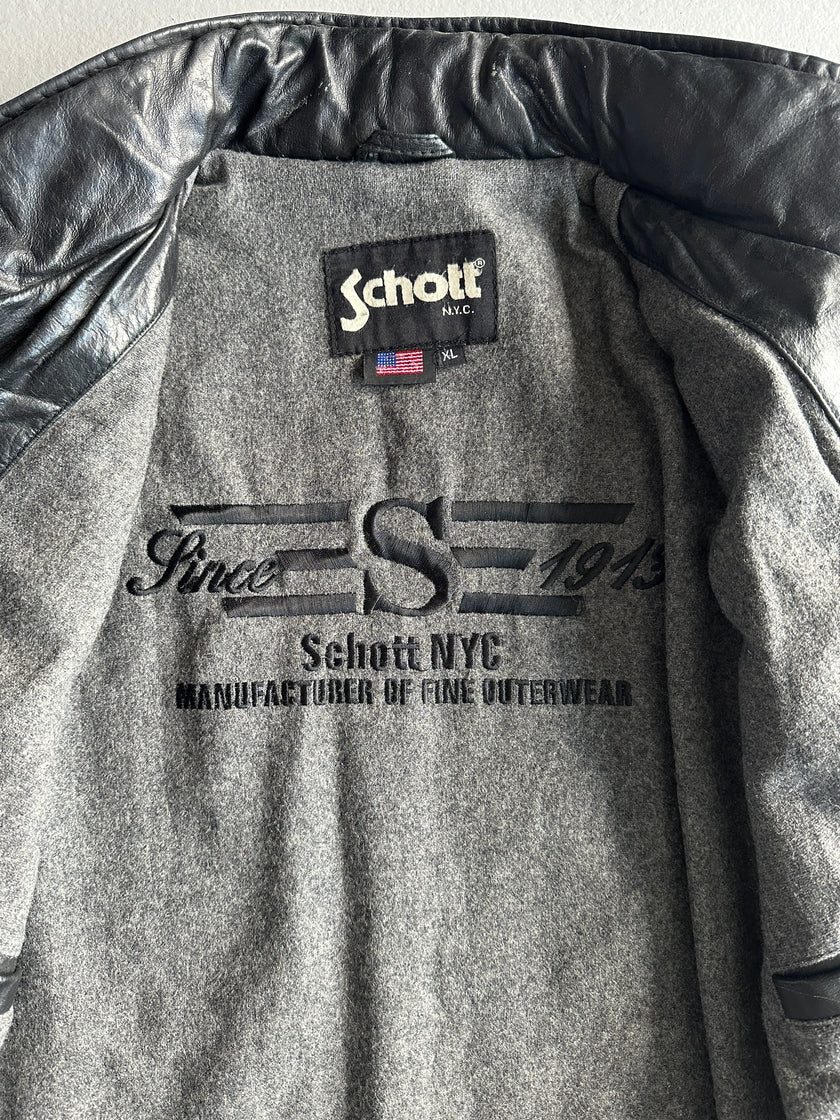 Schott®
N.Y.C.
XL
Since S 1913
Schott NYC
MANUFACTURER OF FINE OUTERWEAR